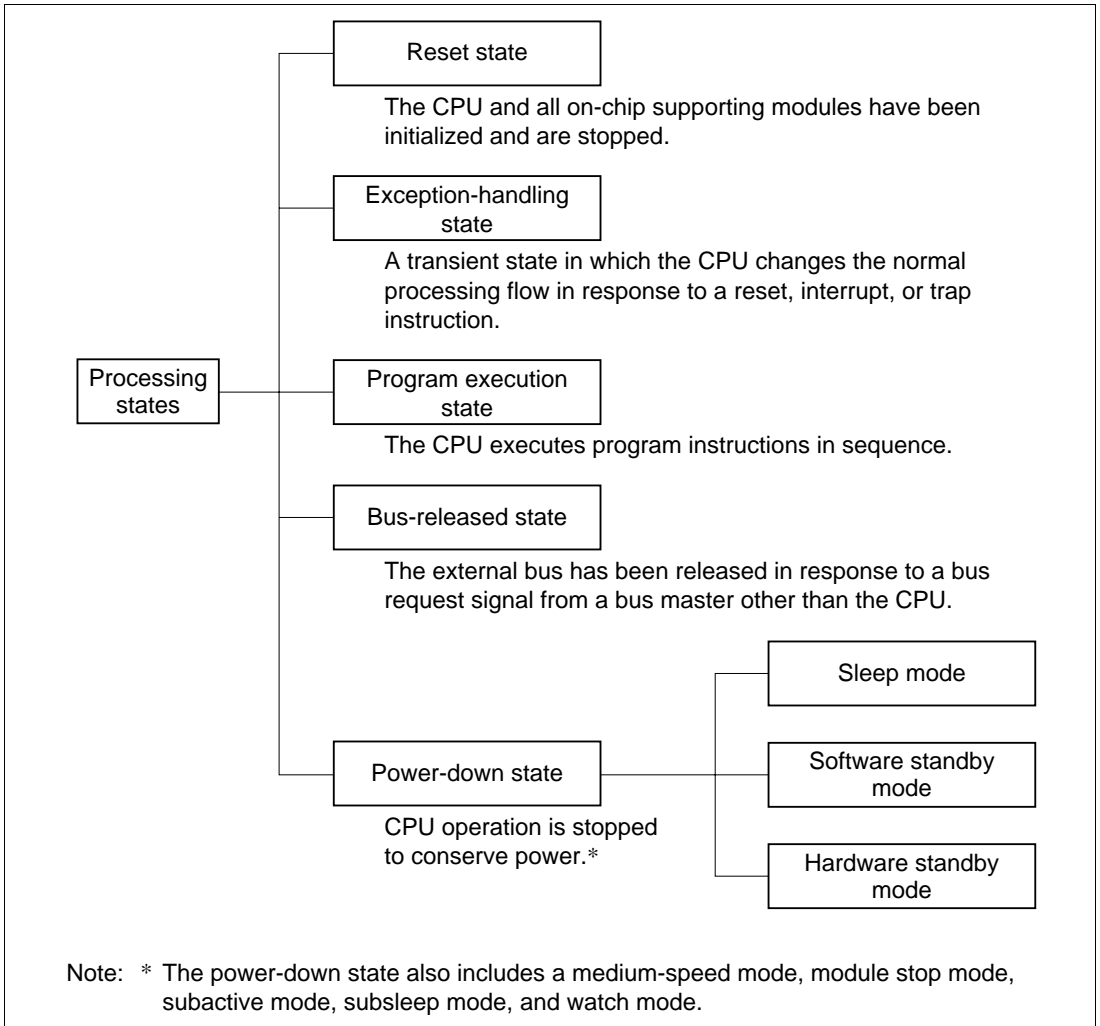 Reset state
The CPU and all on-chip supporting modules have been
initialized and are stopped.
Exception-handling
state
A transient state in which the CPU changes the normal
processing flow in response to a reset, interrupt, or trap
instruction.
Processing
states
Program execution
state
The CPU executes program instructions in sequence.
Bus-released state
The external bus has been released in response to a bus
request signal from a bus master other than the CPU.
Power-down state
CPU operation is stopped
to conserve power.*
Sleep mode
Software standby
mode
Hardware standby
mode
Note: * The power-down state also includes a medium-speed mode, module stop mode,
subactive mode, subsleep mode, and watch mode.